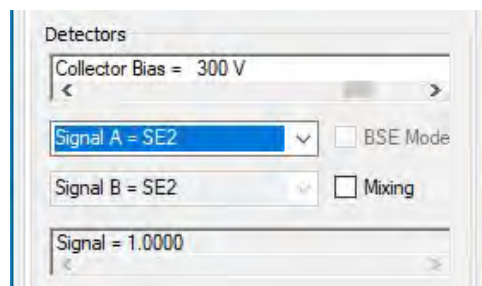 Detectors
Collector Bias = 300 V
Signal A = SE2
BSE Mode
Signal B = SE2
Mixing
Signal = 1.0000